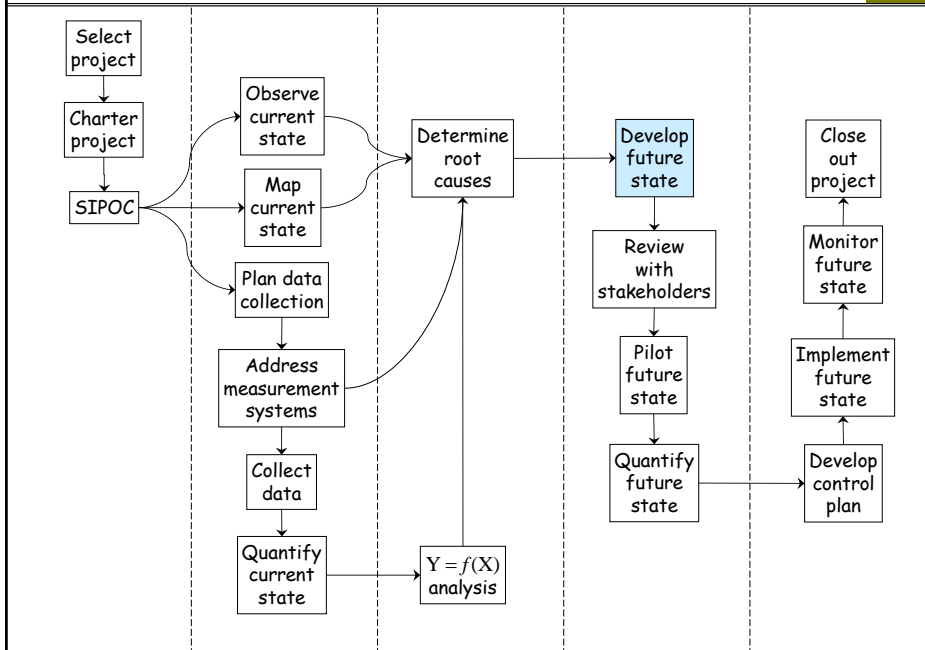 Select
project
Charter
project
SIPOC
Observe
current
state
Map
current
state
Plan data
collection
Address
measurement
systems
Collect
data
Quantify
current
state
Determine
root
causes
Y = f(X)
analysis
Develop
future
state
Review
with
stakeholders
Pilot
future
state
Quantify
future
state
Close
out
project
Monitor
future
state
Implement
future
state
Develop
control
plan